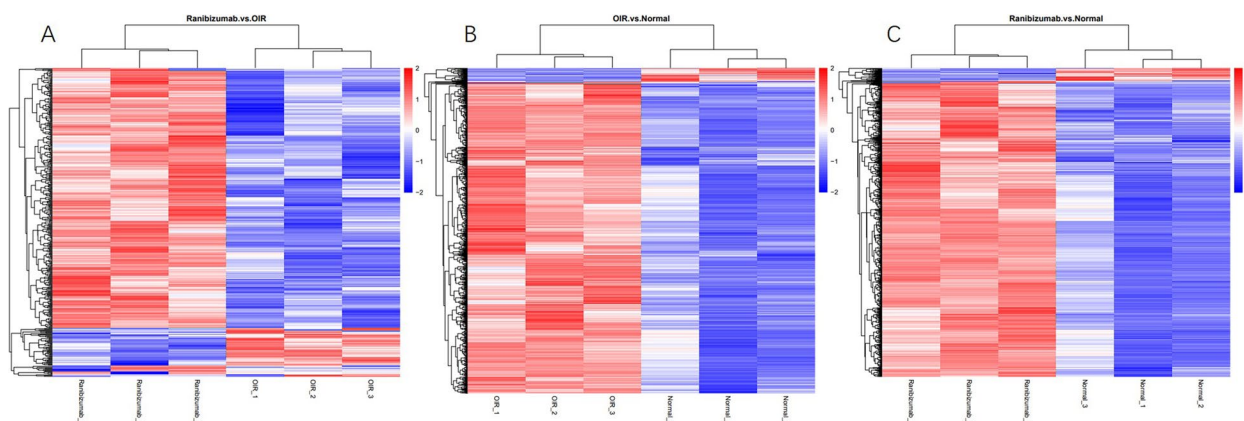 A
Ranibizumab.vs.OIR
2
1
0
−1
−2
Ranibizumab_
Ranibizumab_
Ranibizumab_
OIR_1
OIR_2
OIR_3
B
OIR.vs.Normal
2
1
0
−1
−2
OIR_1
OIR_2
OIR_3
Normal_
Normal_
Normal_
C
Ranibizumab.vs.Normal
Ranibizumab_
Ranibizumab_
Ranibizumab_
Normal_3
Normal_1
Normal_2